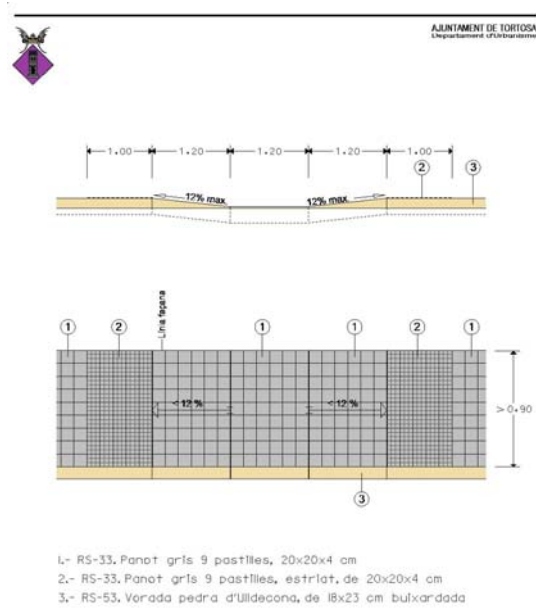 AJUNTAMENT DE TORTOSA
Departament d'Urbanisme
1.00 1.20 1.20 1.20 1.00
2 3
12% max. 12% max.
Línia façana
1 2 1 1 2 1
< 12 % < 12%
> 0.90
3
1.- RS-33. Panot gris 9 pastilles, 20x20x4 cm
2.- RS-33. Panot gris 9 pastilles, estriat, de 20x20x4 cm
3.- RS-53. Vorada pedra d'Ulldecona, de 18x23 cm buixardada